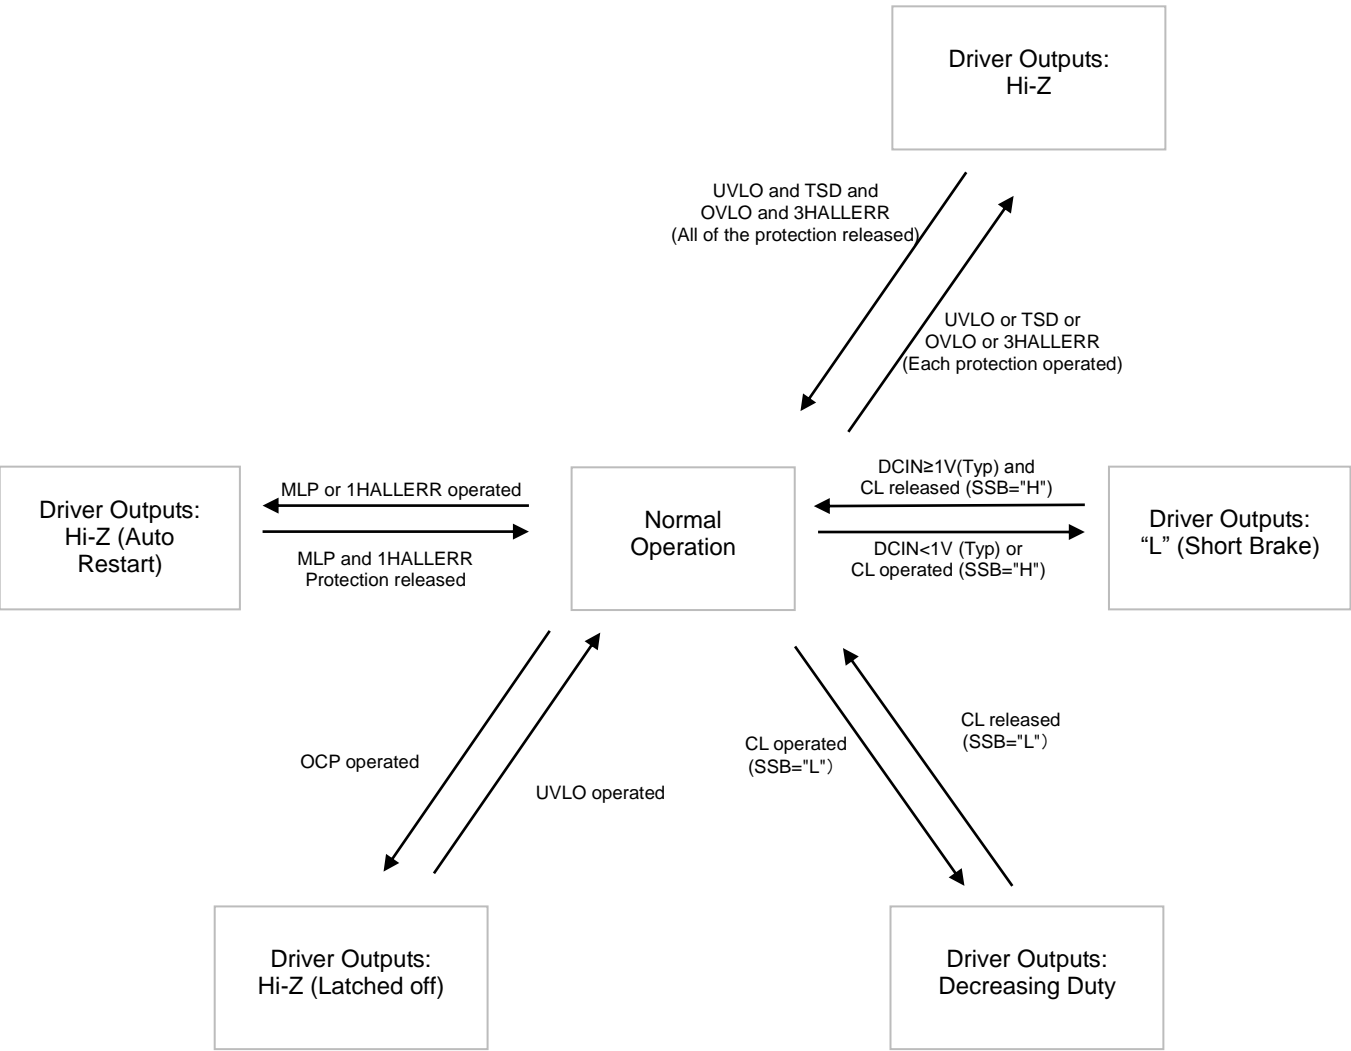 Driver Outputs:
Hi-Z
UVLO and TSD and
OVLO and 3HALLERR
(All of the protection released)
UVLO or TSD or
OVLO or 3HALLERR
(Each protection operated)
Driver Outputs:
Hi-Z (Auto
Restart)
MLP or 1HALLERR operated
MLP and 1HALLERR
Protection released
Normal
Operation
DCIN≥1V(Typ) and
CL released (SSB="H")
DCIN<1V (Typ) or
CL operated (SSB="H")
Driver Outputs:
“L” (Short Brake)
OCP operated
UVLO operated
CL operated
(SSB="L"）
CL released
(SSB="L"）
Driver Outputs:
Hi-Z (Latched off)
Driver Outputs:
Decreasing Duty